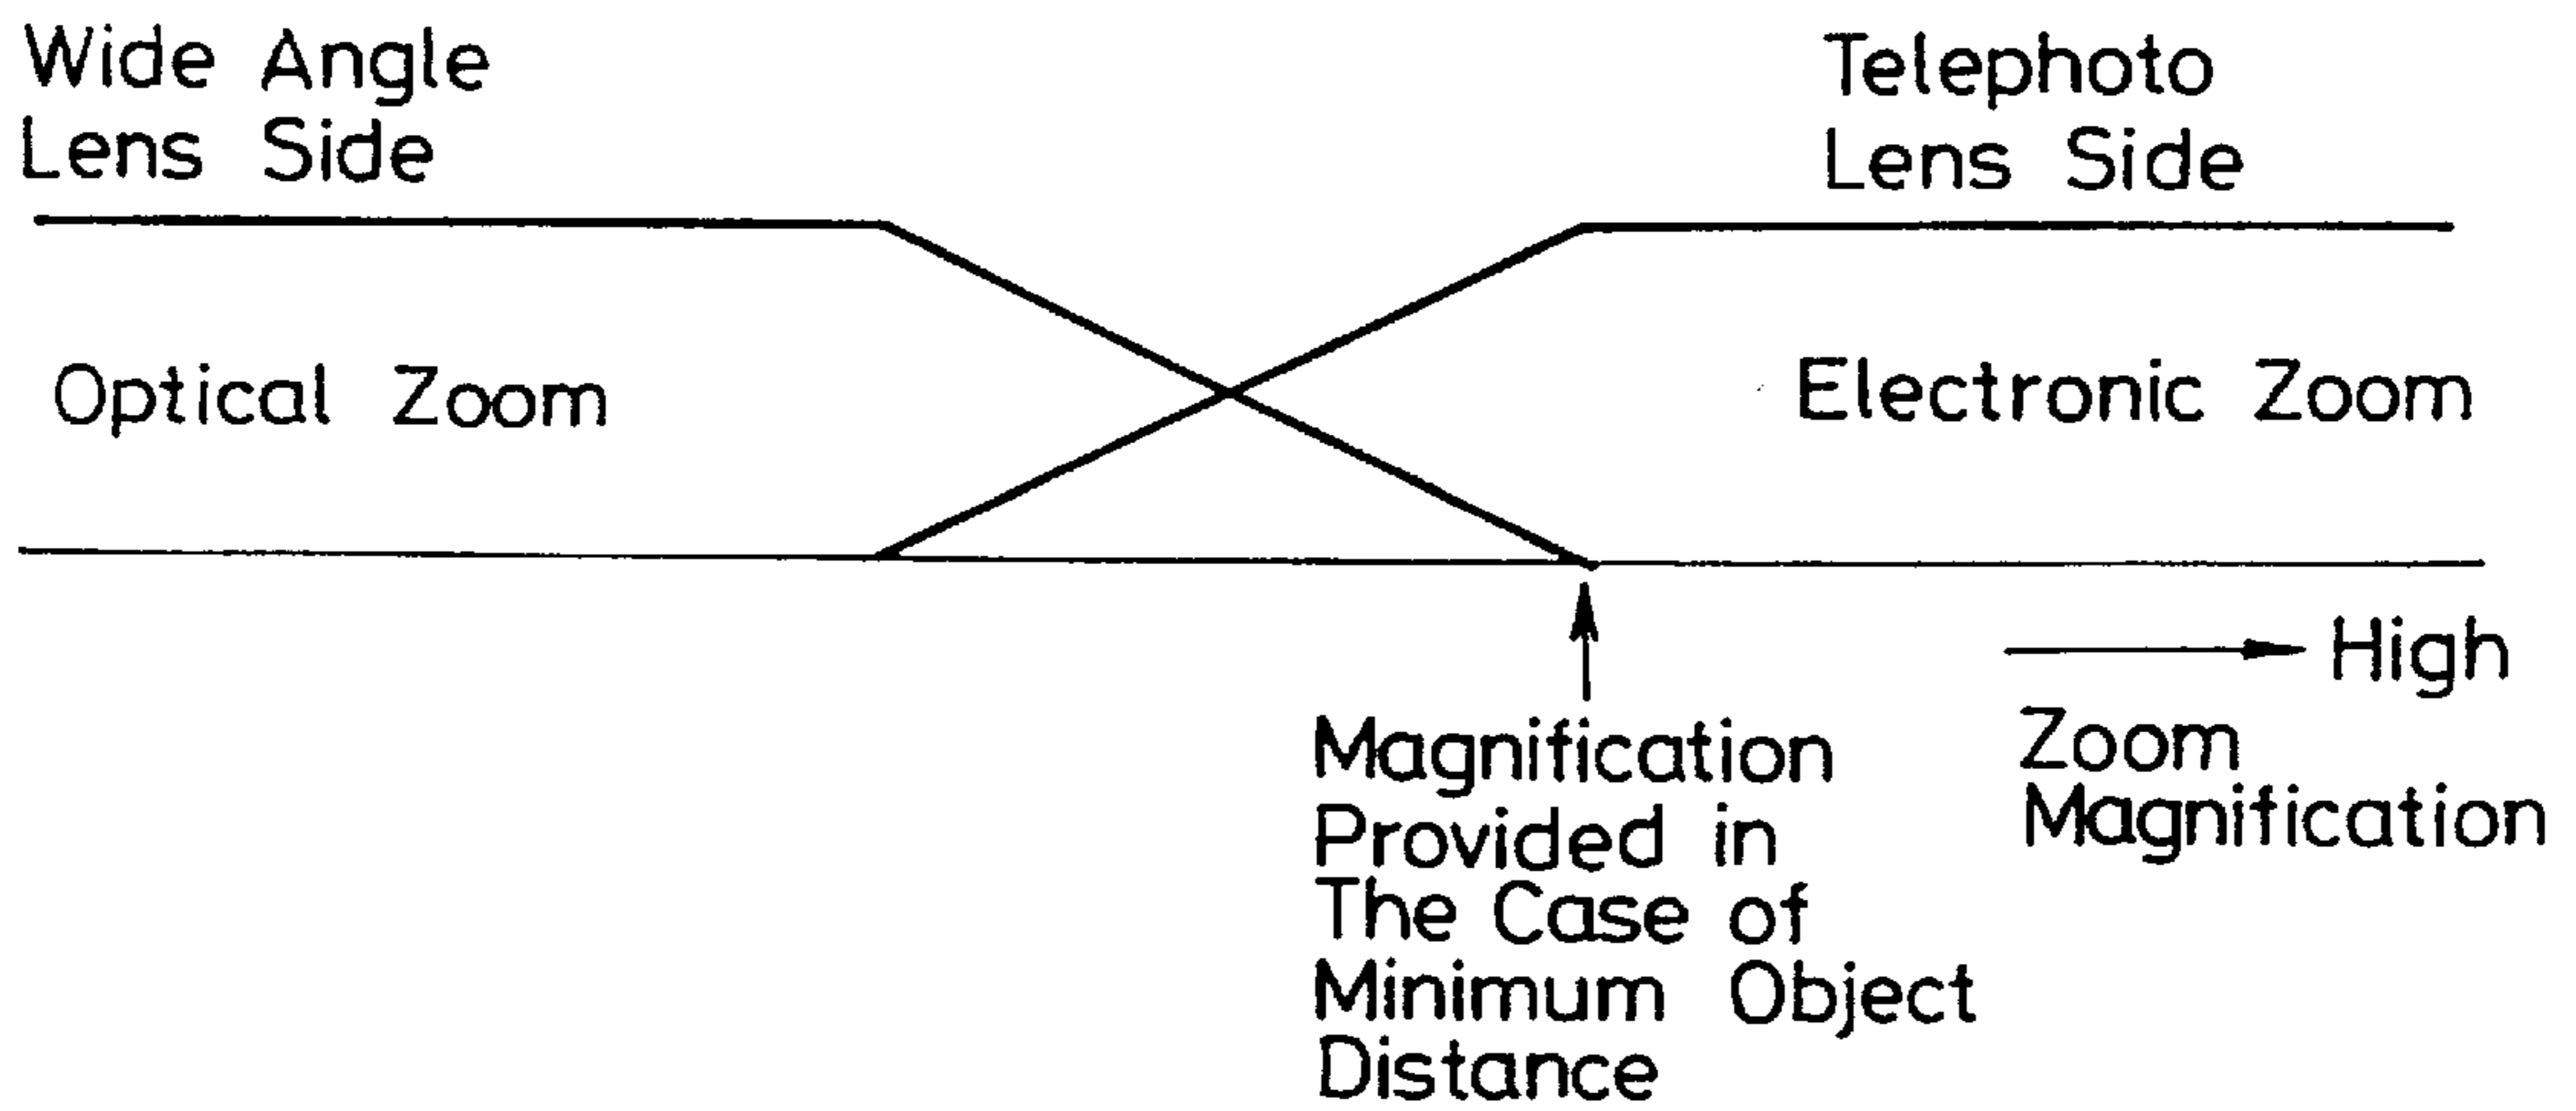 Wide Angle
Lens Side
Telephoto
Lens Side
Optical Zoom
Electronic Zoom
Magnification
Provided in
The Case of
Minimum Object
Distance
High
Zoom
Magnification